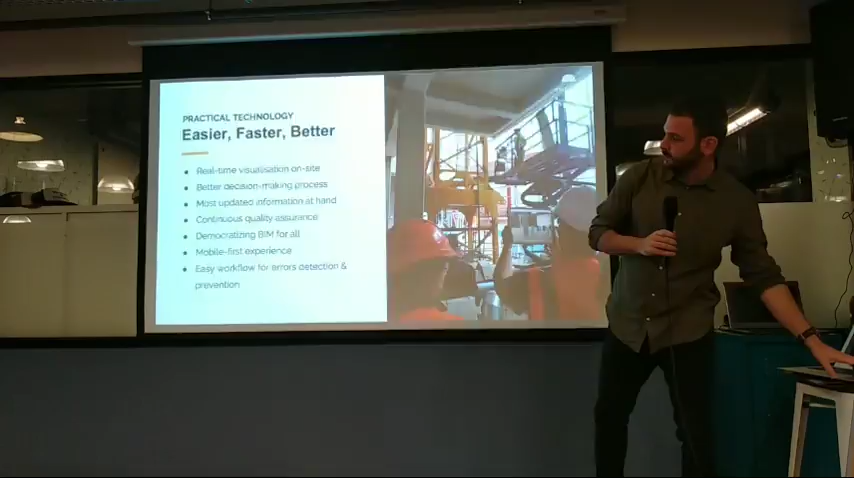 PRACTICAL TECHNOLOGY
Easier, Faster, Better
Real-time visualisation on-site
Better decision-making process
Most updated information at hand
Continuous quality assurance
Democratizing BIM for all
Mobile-first experience
Easy workflow for errors detection &
prevention